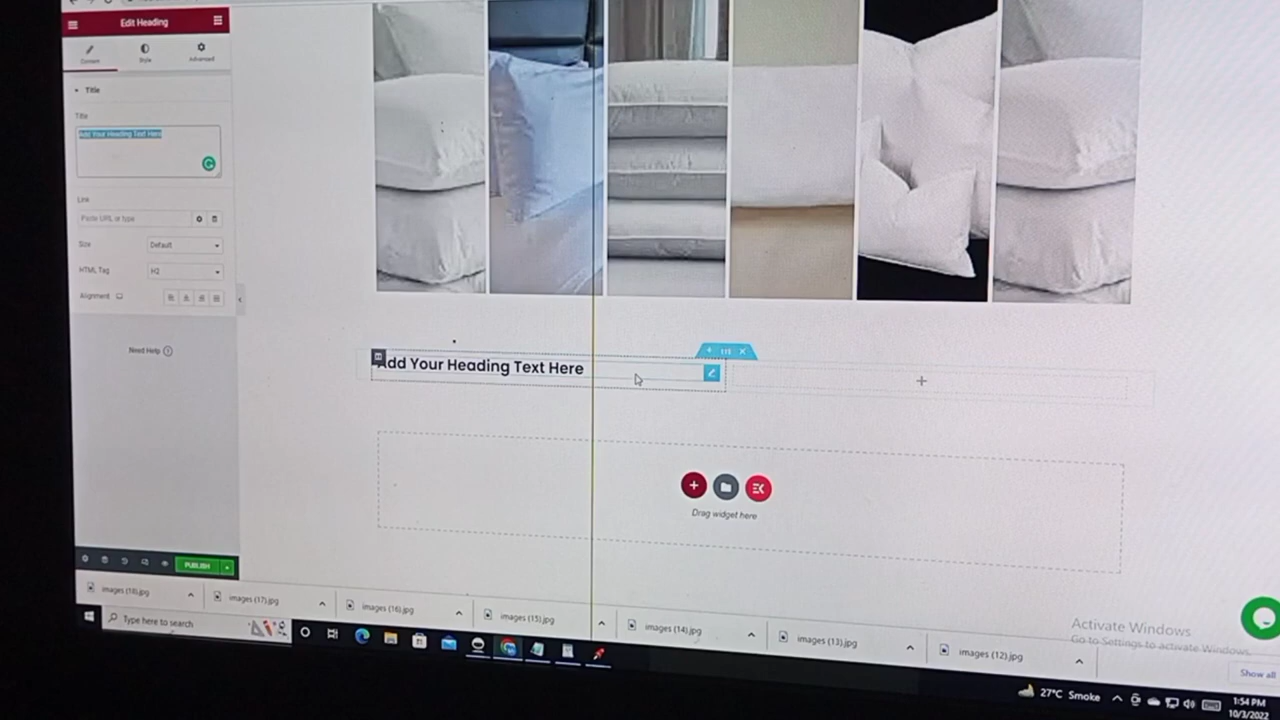 Edit Heading
Content
Style
Advanced
Title
Title
Add Your Heading Text Here
Link
Paste URL or type
Size
Default
HTML Tag
H2
Alignment
Need Help
Add Your Heading Text Here
Drag widget here
PUBLISH
images (18).jpg
images (17).jpg
images (16).jpg
images (15).jpg
images (14).jpg
images (13).jpg
images (12).jpg
Activate Windows
Go to Settings to activate Windows.
Show all
Type here to search
27°C Smoke
1:54 PM
10/3/2022